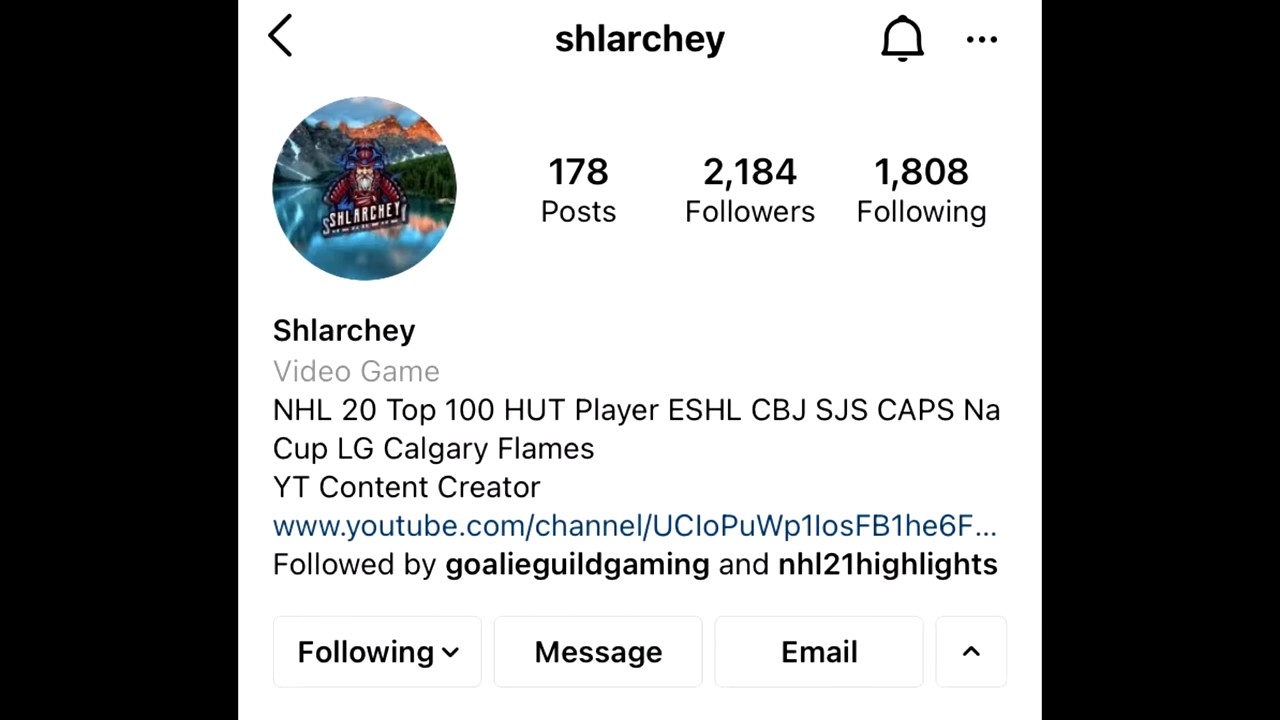 shlarchey
SHLARCHEY
178
Posts
2,184
Followers
1,808
Following
Shlarchey
Video Game
NHL 20 Top 100 HUT Player ESHL CBJ SJS CAPS Na
Cup LG Calgary Flames
YT Content Creator
www.youtube.com/channel/UCIoPuWp1IosFB1he6F...
Followed by goalieguildgaming and nhl21highlights
Following
Message
Email